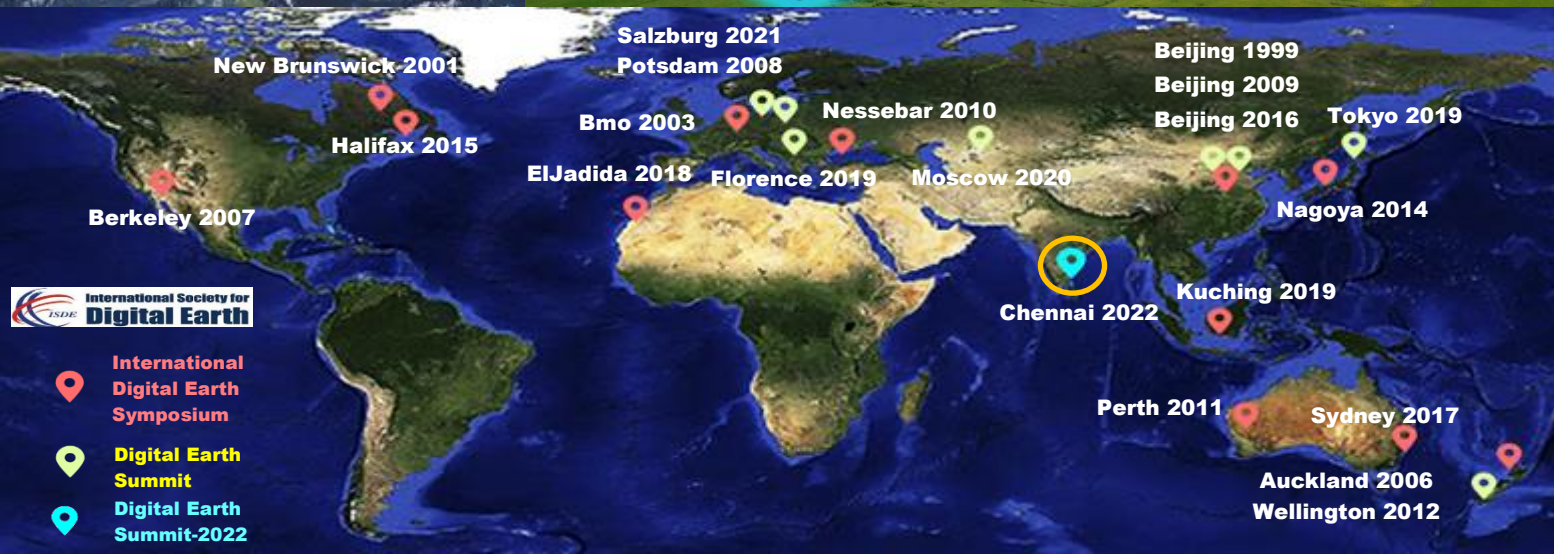 Salzburg 2021
Potsdam 2008
New Brunswick 2001
Halifax 2015
Berkeley 2007
Bmo 2003
Nessebar 2010
ElJadida 2018
Florence 2019
Moscow 2020
Beijing 1999
Beijing 2009
Beijing 2016
Tokyo 2019
Nagoya 2014
Chennai 2022
Kuching 2019
Perth 2011
Sydney 2017
Auckland 2006
Wellington 2012
ISDE
International Society for
Digital Earth
International
Digital Earth
Symposium
Digital Earth
Summit
Digital Earth
Summit-2022